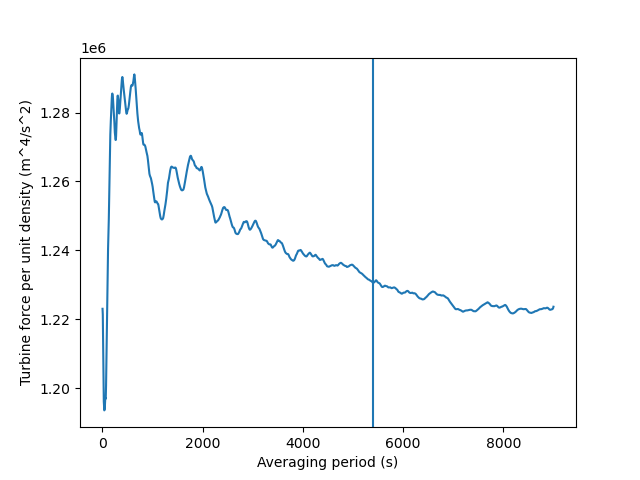 1e6
1.28
1.26
1.24
1.22
1.20
Turbine force per unit density (m^4/s^2)
0 2000 4000 6000 8000
Averaging period (s)